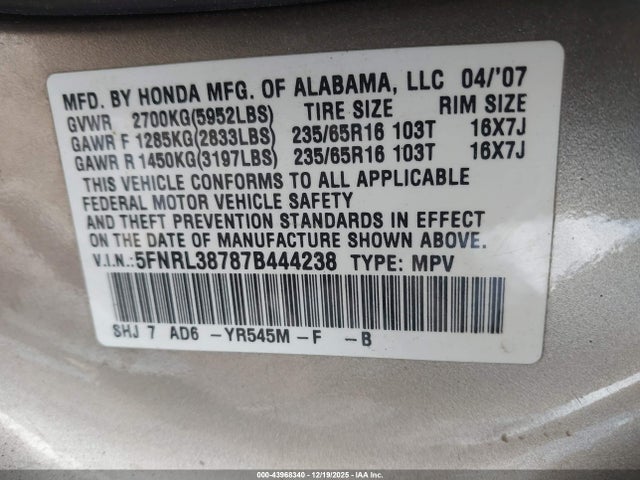 MFD. BY HONDA MFG. OF ALABAMA, LLC 04/'07
GVWR 2700KG(5952LBS) TIRE SIZE RIM SIZE
GAWR F 1285KG(2833LBS) 235/65R16 103T 16X7J
GAWR R 1450KG(3197LBS) 235/65R16 103T 16X7J
THIS VEHICLE CONFORMS TO ALL APPLICABLE
FEDERAL MOTOR VEHICLE SAFETY
AND THEFT PREVENTION STANDARDS IN EFFECT
ON THE DATE OF MANUFACTURE SHOWN ABOVE.
V.I.N.:5FNRL38787B444238 TYPE: MPV
SHJ 7 AD6 -YR545M -F -B
000-43968340 - 12/19/2025 - IAAI, Inc.